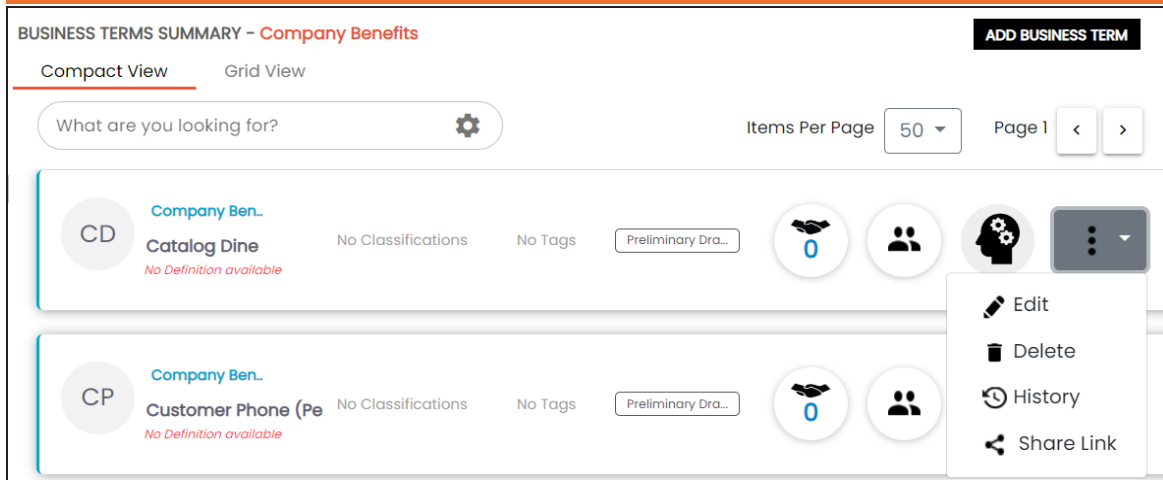 BUSINESS TERMS SUMMARY - Company Benefits
ADD BUSINESS TERM
Compact View
Grid View
What are you looking for?
Items Per Page
50
Page 1
<
>
CD
Company Ben..
Catalog Dine
No Definition available
No Classifications
No Tags
Preliminary Dra...
0
Edit
Delete
History
Share Link
CP
Company Ben..
Customer Phone (Pe
No Definition available
No Classifications
No Tags
Preliminary Dra...
0